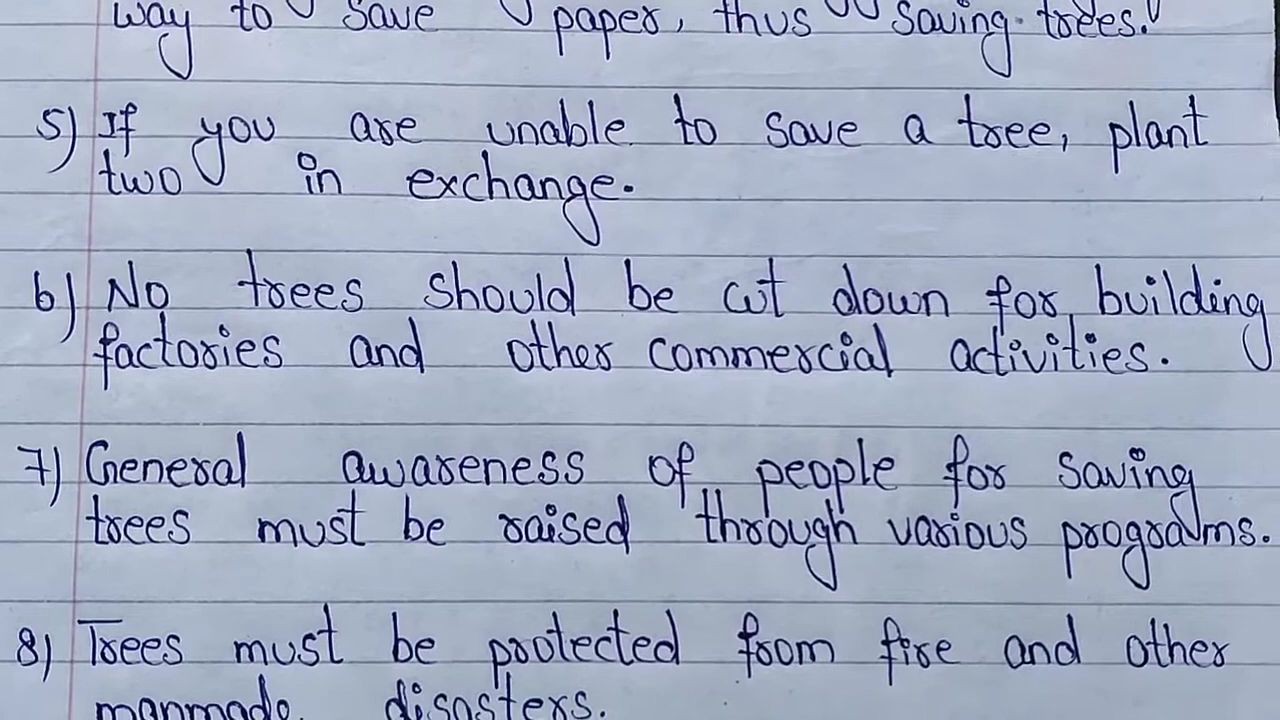 way to save paper, thus saving trees.
5) If you are unable to save a tree, plant
two in exchange.
6) No trees should be cut down for building
factories and other commercial activities.
7) General awareness of people for saving
trees must be raised through various programs.
8) Trees must be protected from fire and other
manmade disasters.